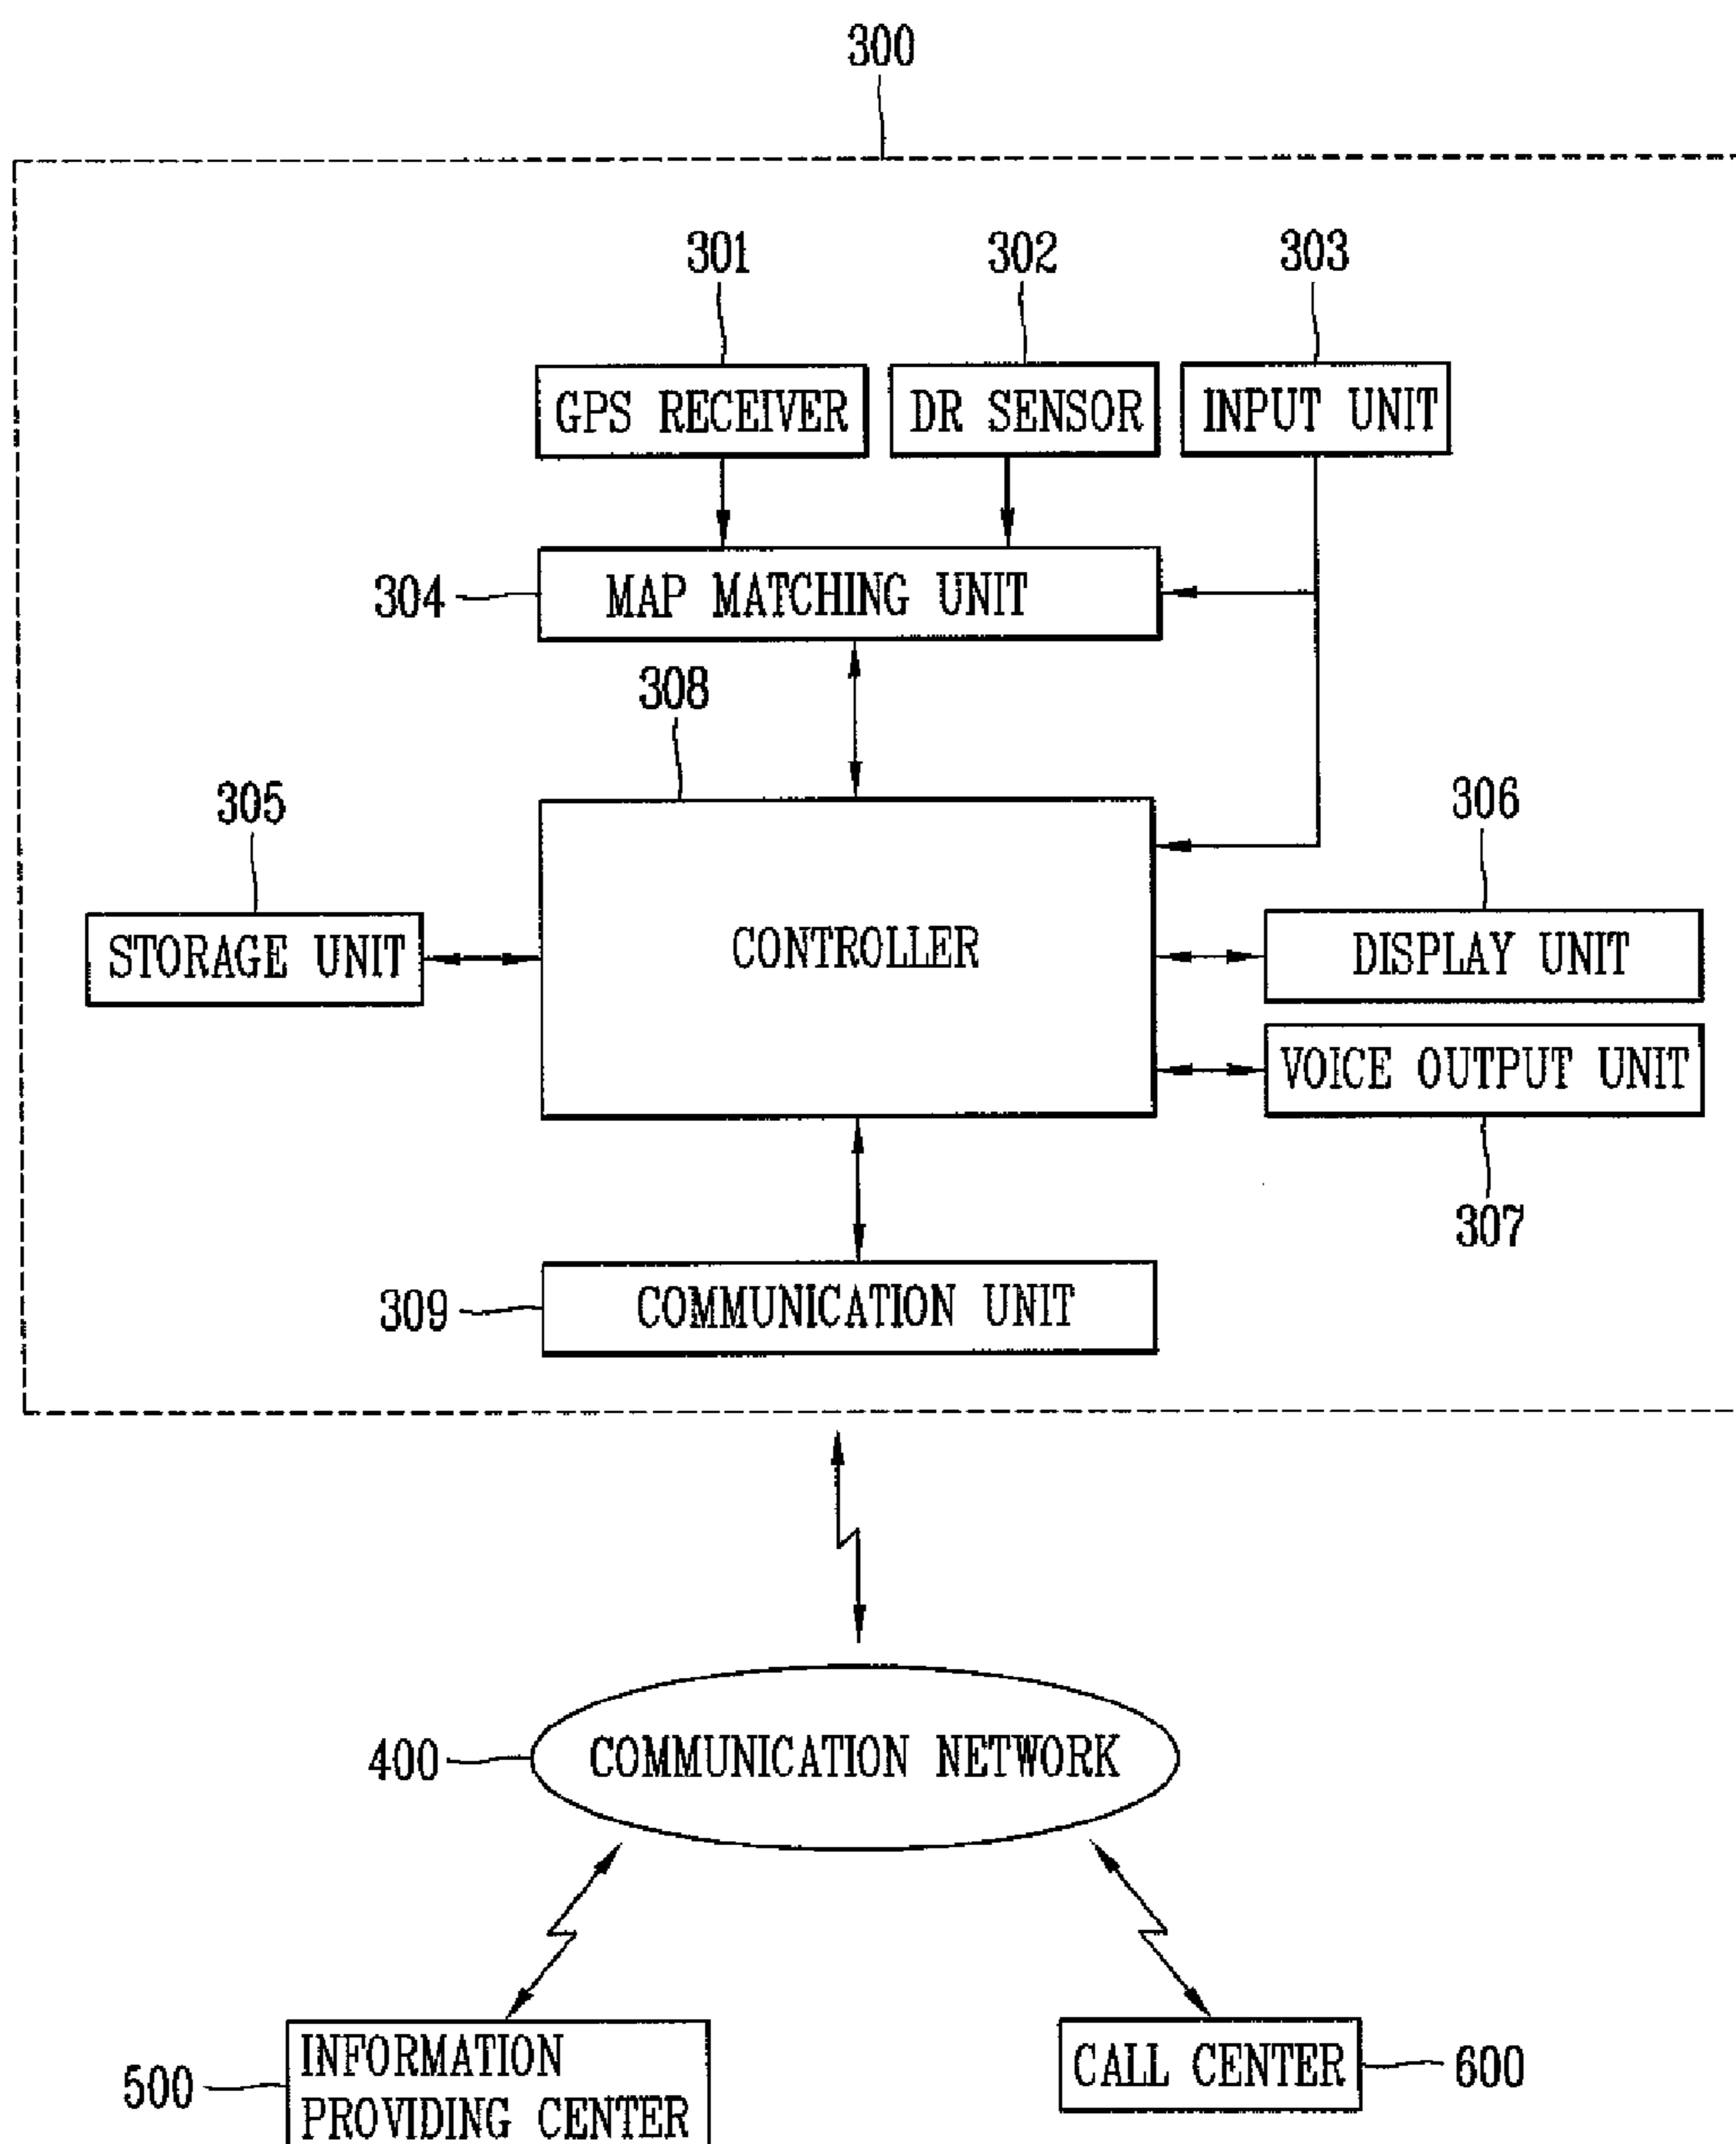 300
301
302
303
GPS RECEIVER
DR SENSOR
INPUT UNIT
304
MAP MATCHING UNIT
308
305
306
STORAGE UNIT
CONTROLLER
DISPLAY UNIT
VOICE OUTPUT UNIT
307
309
COMMUNICATION UNIT
400
COMMUNICATION NETWORK
500
INFORMATION
PROVIDING CENTER
CALL CENTER
600